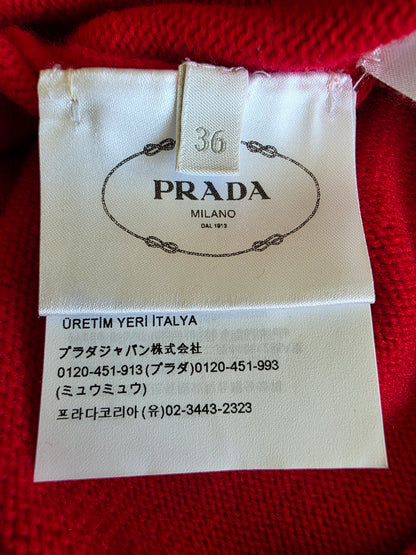 36
PRADA
MILANO
DAL 1913
ÜRETİM YERİ İTALYA
プラダジャパン株式会社
0120-451-913(プラダ)0120-451-993
(ミュウミュウ)
프라다코리아(유)02-3443-2323